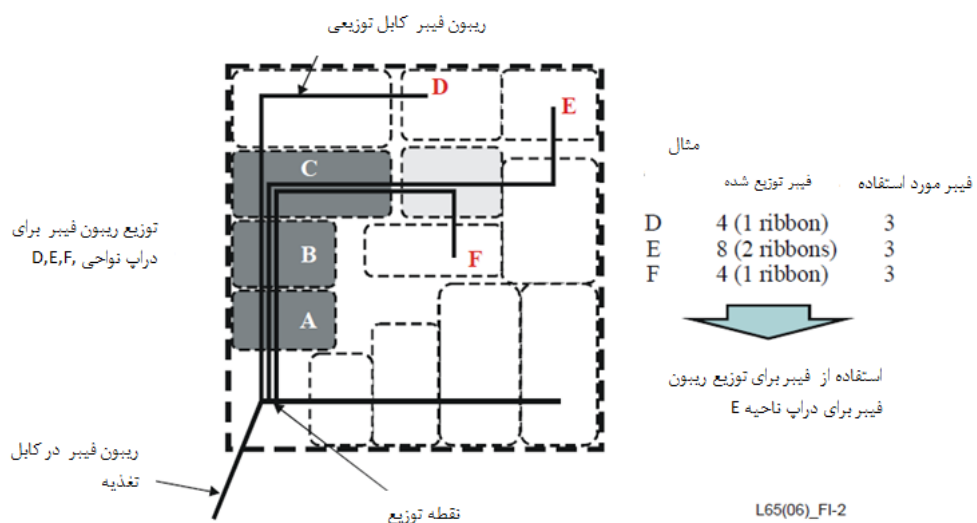 ریبون فیبر کابل توزیعی
D
E
C
B
F
A
توزیع ریبون فیبر برای
دراپ نواحی D,E,F,
مثال
فیبر توزیع شده
فیبر مورد استفاده
D 4 (1 ribbon) 3
E 8 (2 ribbons) 3
F 4 (1 ribbon) 3
استفاده از فیبر برای توزیع ریبون
فیبر برای دراپ ناحیه E
ریبون فیبر در کابل
تغذیه
نقطه توزیع
L65(06)_FI-2